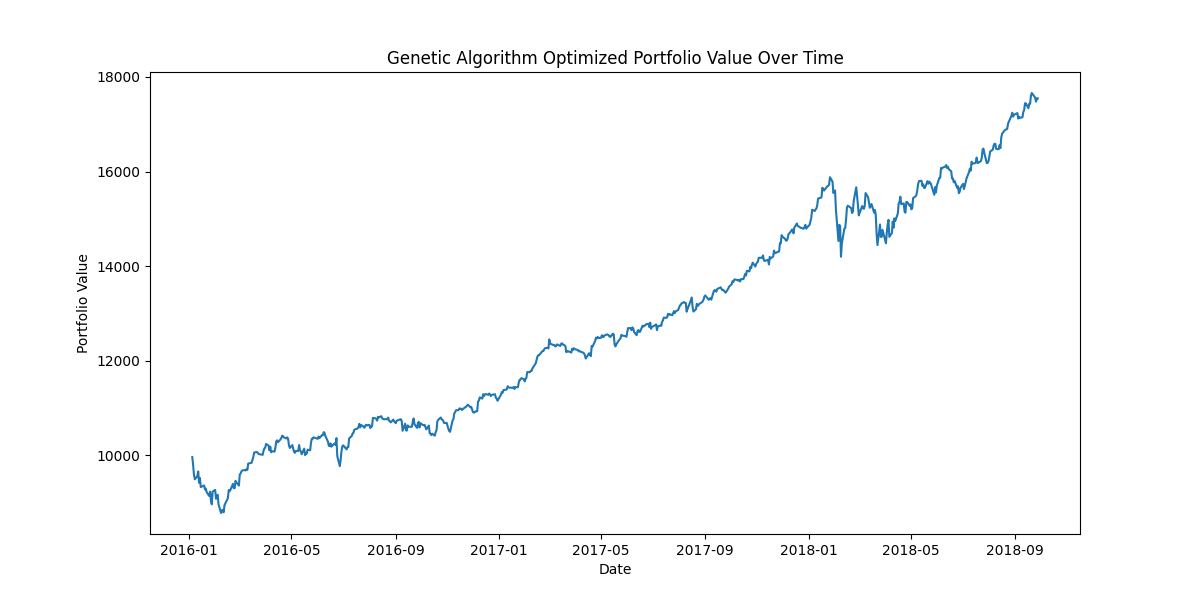 Genetic Algorithm Optimized Portfolio Value Over Time
18000
16000
14000
12000
10000
Portfolio Value
2016-01 2016-05 2016-09 2017-01 2017-05 2017-09 2018-01 2018-05 2018-09
Date